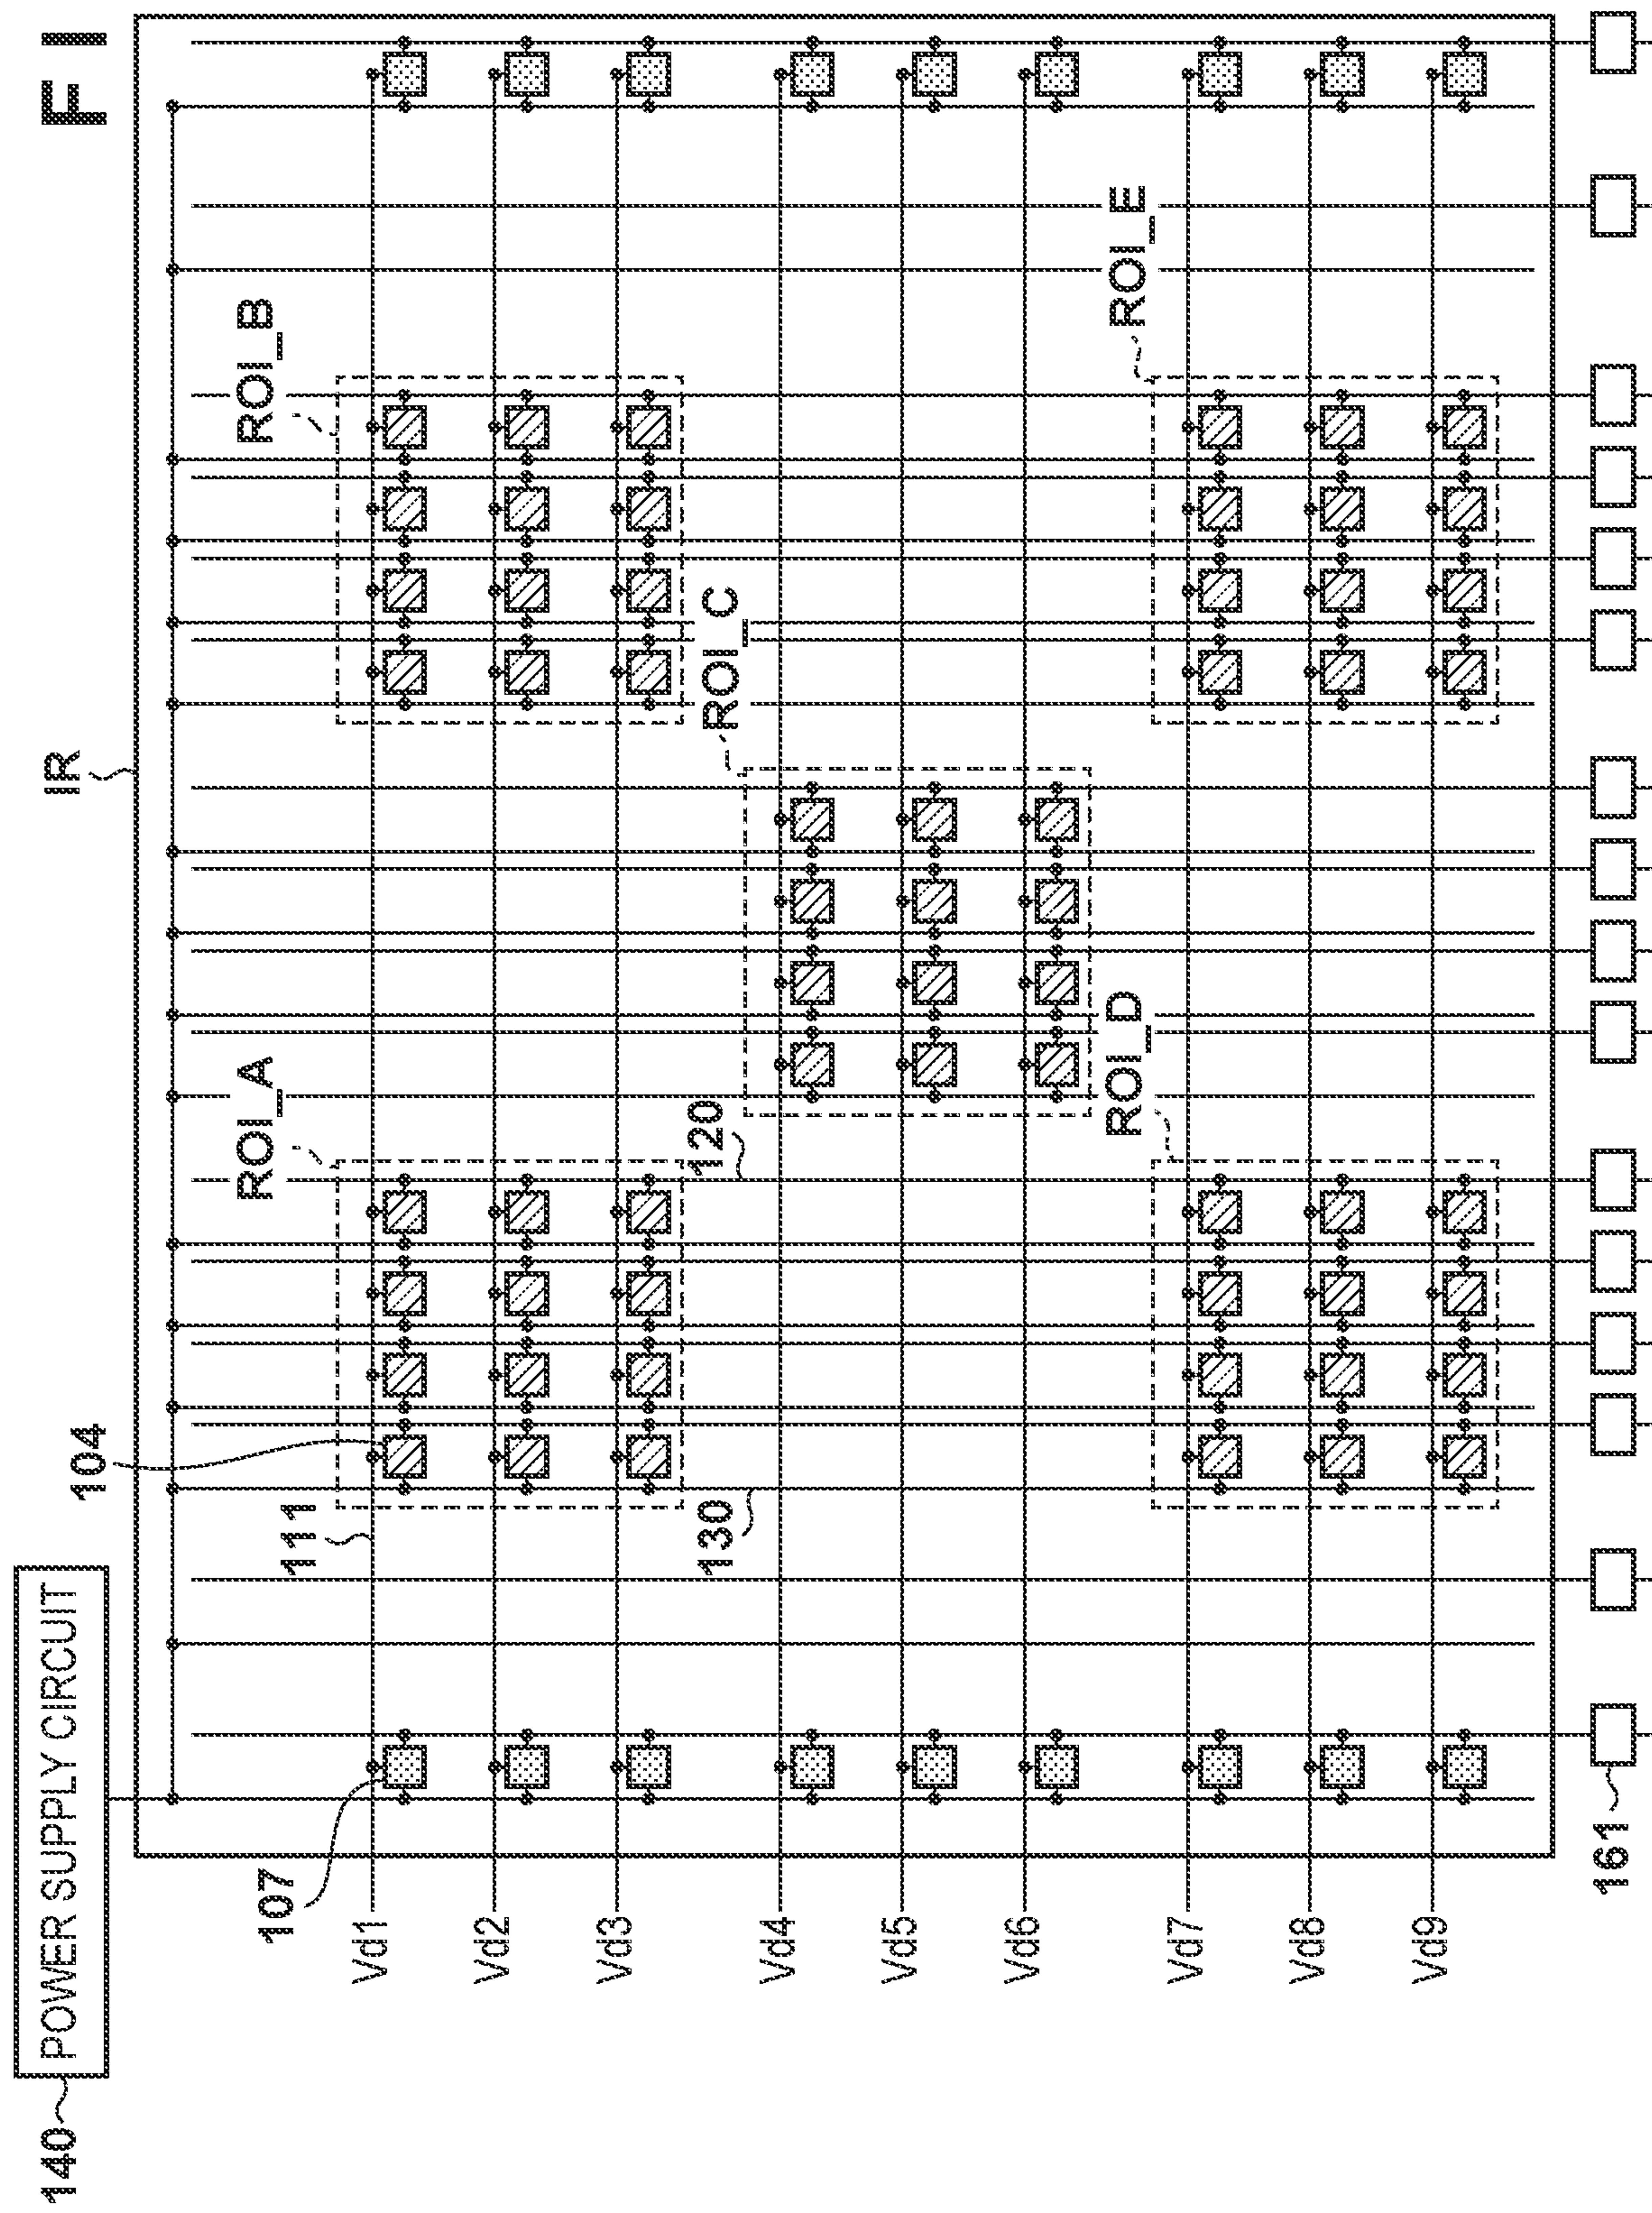 F I
140
POWER SUPPLY CIRCUIT
IR
104
107
111
ROI_A
ROI_B
Vd1
Vd2
Vd3
130
120
ROI_C
Vd4
Vd5
Vd6
ROI_D
ROI_E
Vd7
Vd8
Vd9
161